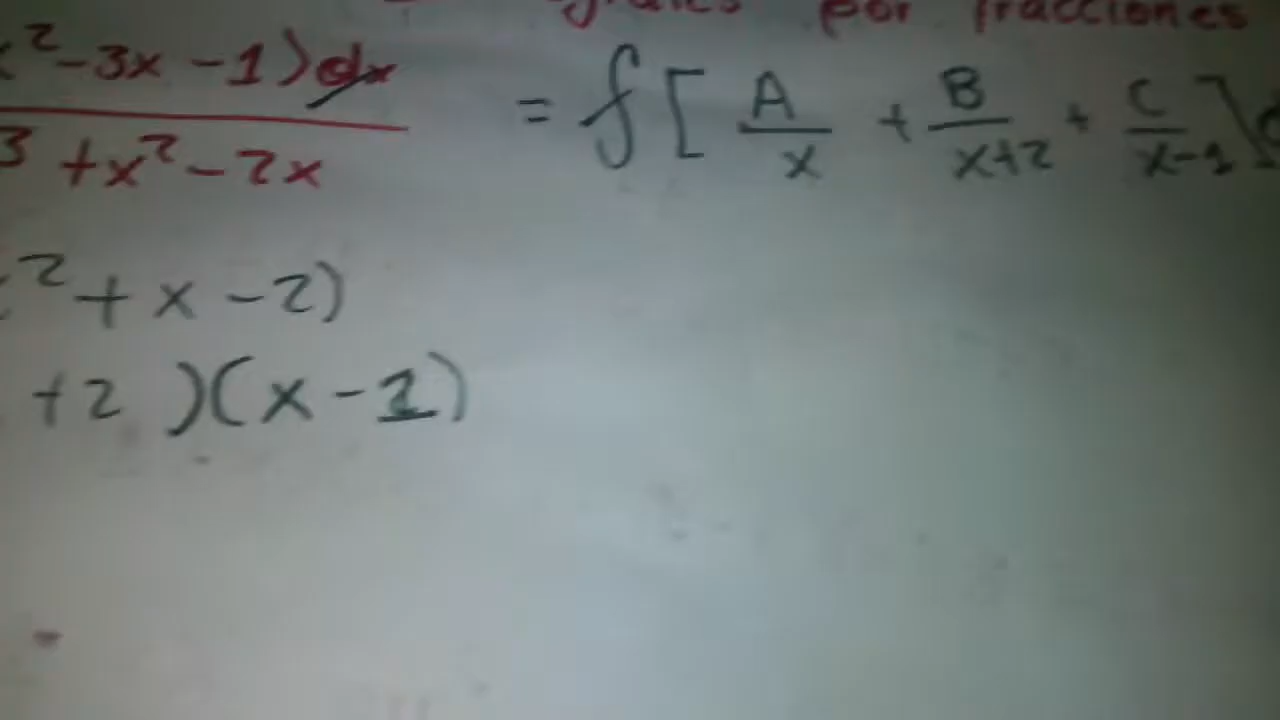 por fracciones
²-3x -1)dx
³ +x²-2x
= ∫[A/x + B/x+2 + C/x-1]
² + x -2)
+2 )(x-1)